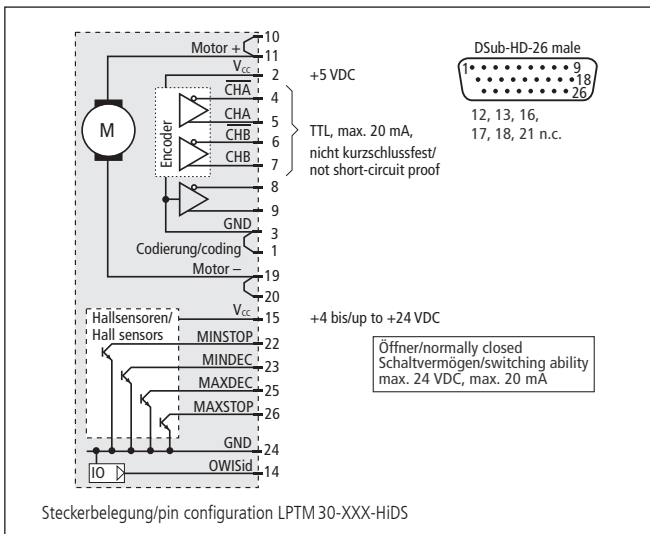 10
Motor +
11
DSub-HD-26 male
V_CC
2
+5 VDC
1
9
18
26
C̅H̅A̅
4
CHA
5
12, 13, 16,
17, 18, 21 n.c.
M
Encoder
C̅H̅B̅
6
TTL, max. 20 mA,
CHB
7
nicht kurzschlussfest/
not short-circuit proof
8
9
GND
3
Codierung/coding
1
Motor –
19
20
Hallsensoren/
Hall sensors
V_CC
15
+4 bis/up to +24 VDC
MINSTOP
22
MINDEC
23
MAXDEC
25
MAXSTOP
26
Öffner/normally closed
Schaltvermögen/switching ability
max. 24 VDC, max. 20 mA
GND
24
IO
OWISid
14
Steckerbelegung/pin configuration LPTM 30-XXX-HiDS